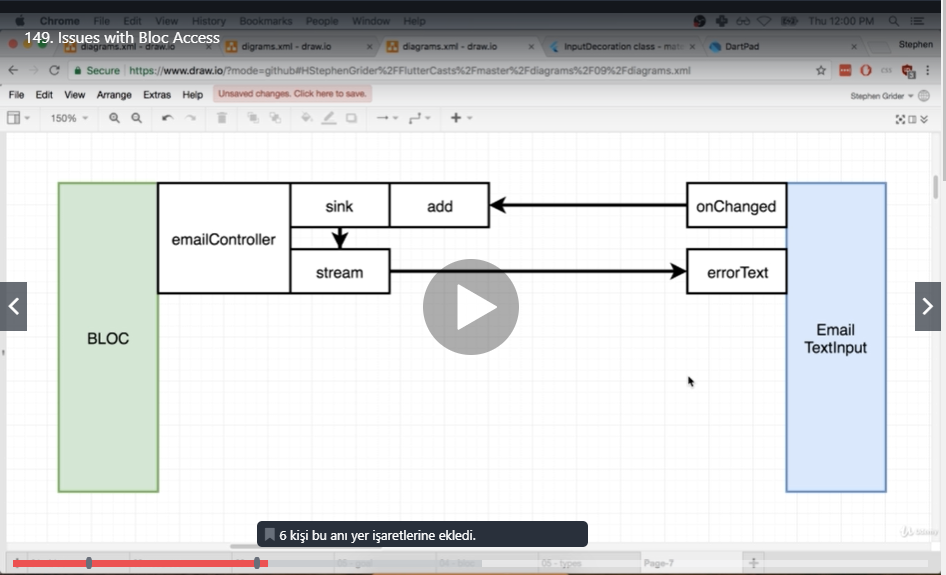 Chrome File Edit View History Bookmarks People Window Help Thu 12:00 PM
149. Issues with Bloc Access
diagrams.xml - draw.io
digrams.xml - draw.io
diagrams.xml - draw.io
InputDecoration class - mate
DartPad
Stephen
Secure https://www.draw.io/?mode=github#HStephenGrider%2FFlutterCasts%2Fmaster%2Fdiagrams%2F09%2Fdiagrams.xml
File Edit View Arrange Extras Help Unsaved changes. Click here to save. Stephen Grider
150%
sink add onChanged
emailController
stream errorText
BLOC
Email
TextInput
6 kişi bu anı yer işaretlerine ekledi.
05 - types Page-7